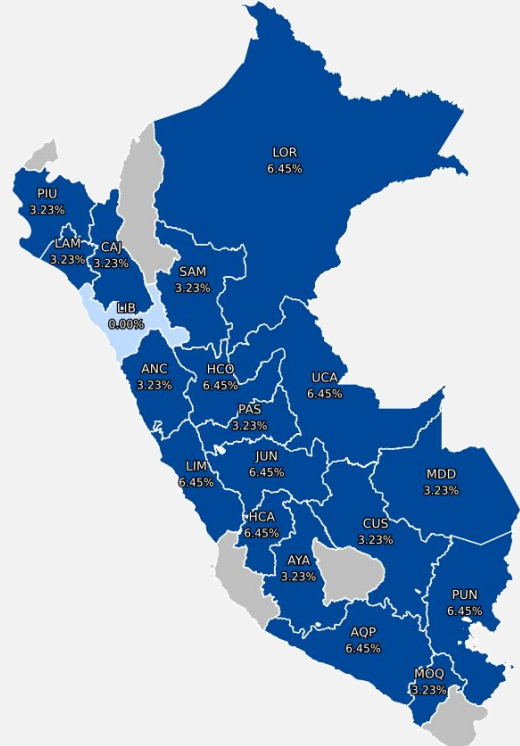 LOR
6.45%
PIU
3.23%
LAM
3.23%
CAJ
3.23%
SAM
3.23%
LIB
0.00%
ANC
3.23%
HCO
6.45%
UCA
6.45%
PAS
3.23%
JUN
6.45%
LIM
6.45%
MDD
3.23%
HCA
6.45%
CUS
3.23%
AYA
3.23%
PUN
6.45%
AQP
6.45%
MOQ
3.23%